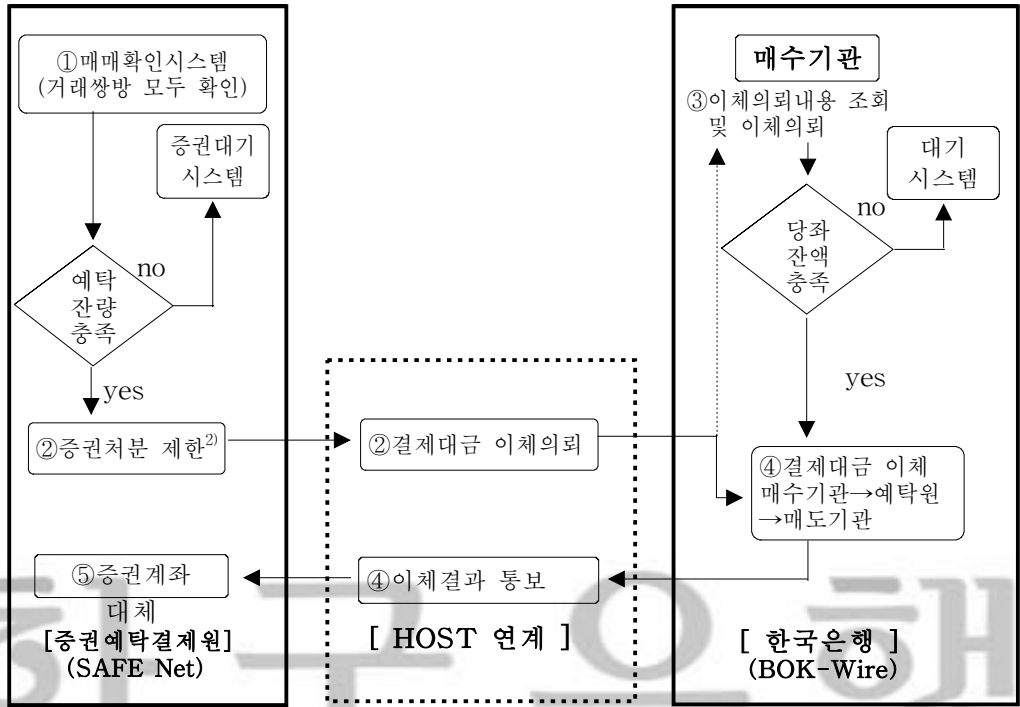 ①매매확인시스템
(거래쌍방 모두 확인)
증권대기
시스템
예탁
잔량
충족
no
yes
②증권처분 제한2)
⑤증권계좌
대체
[증권예탁결제원]
(SAFE Net)
②결제대금 이체의뢰
④이체결과 통보
[ HOST 연계 ]
매수기관
③이체의뢰내용 조회
및 이체의뢰
대기
시스템
당좌
잔액
충족
no
yes
④결제대금 이체
매수기관→예탁원
→매도기관
[ 한국은행 ]
(BOK-Wire)